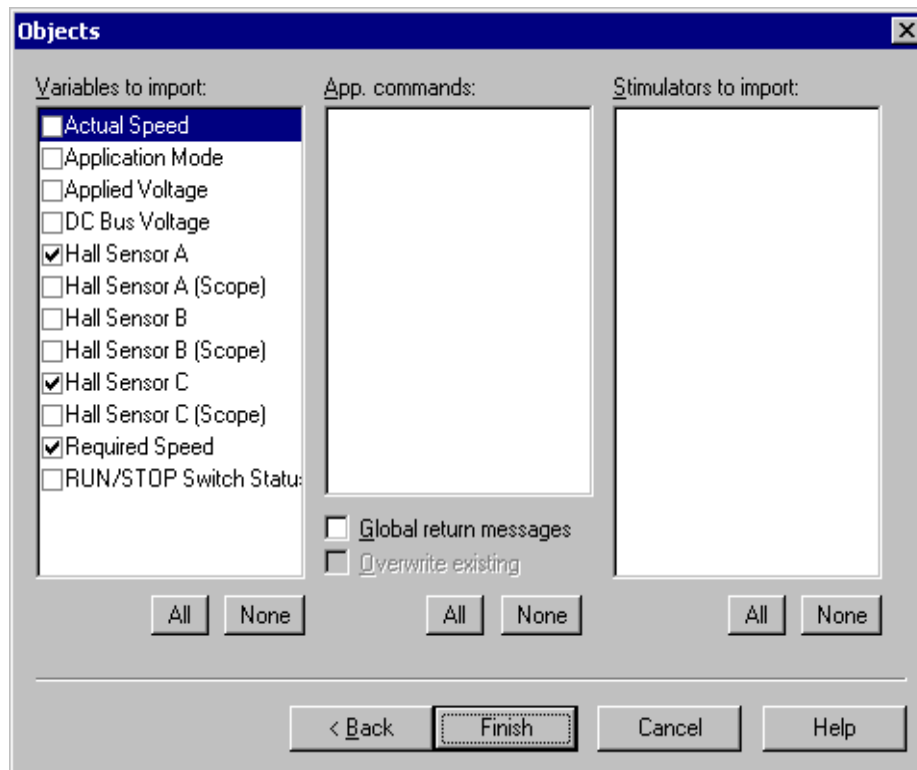 Objects
Variables to import:
Actual Speed
Application Mode
Applied Voltage
DC Bus Voltage
Hall Sensor A
Hall Sensor A (Scope)
Hall Sensor B
Hall Sensor B (Scope)
Hall Sensor C
Hall Sensor C (Scope)
Required Speed
RUN/STOP Switch Statu
All None
App. commands:
Global return messages
Overwrite existing
All None
Stimulators to import:
All None
< Back Finish Cancel Help